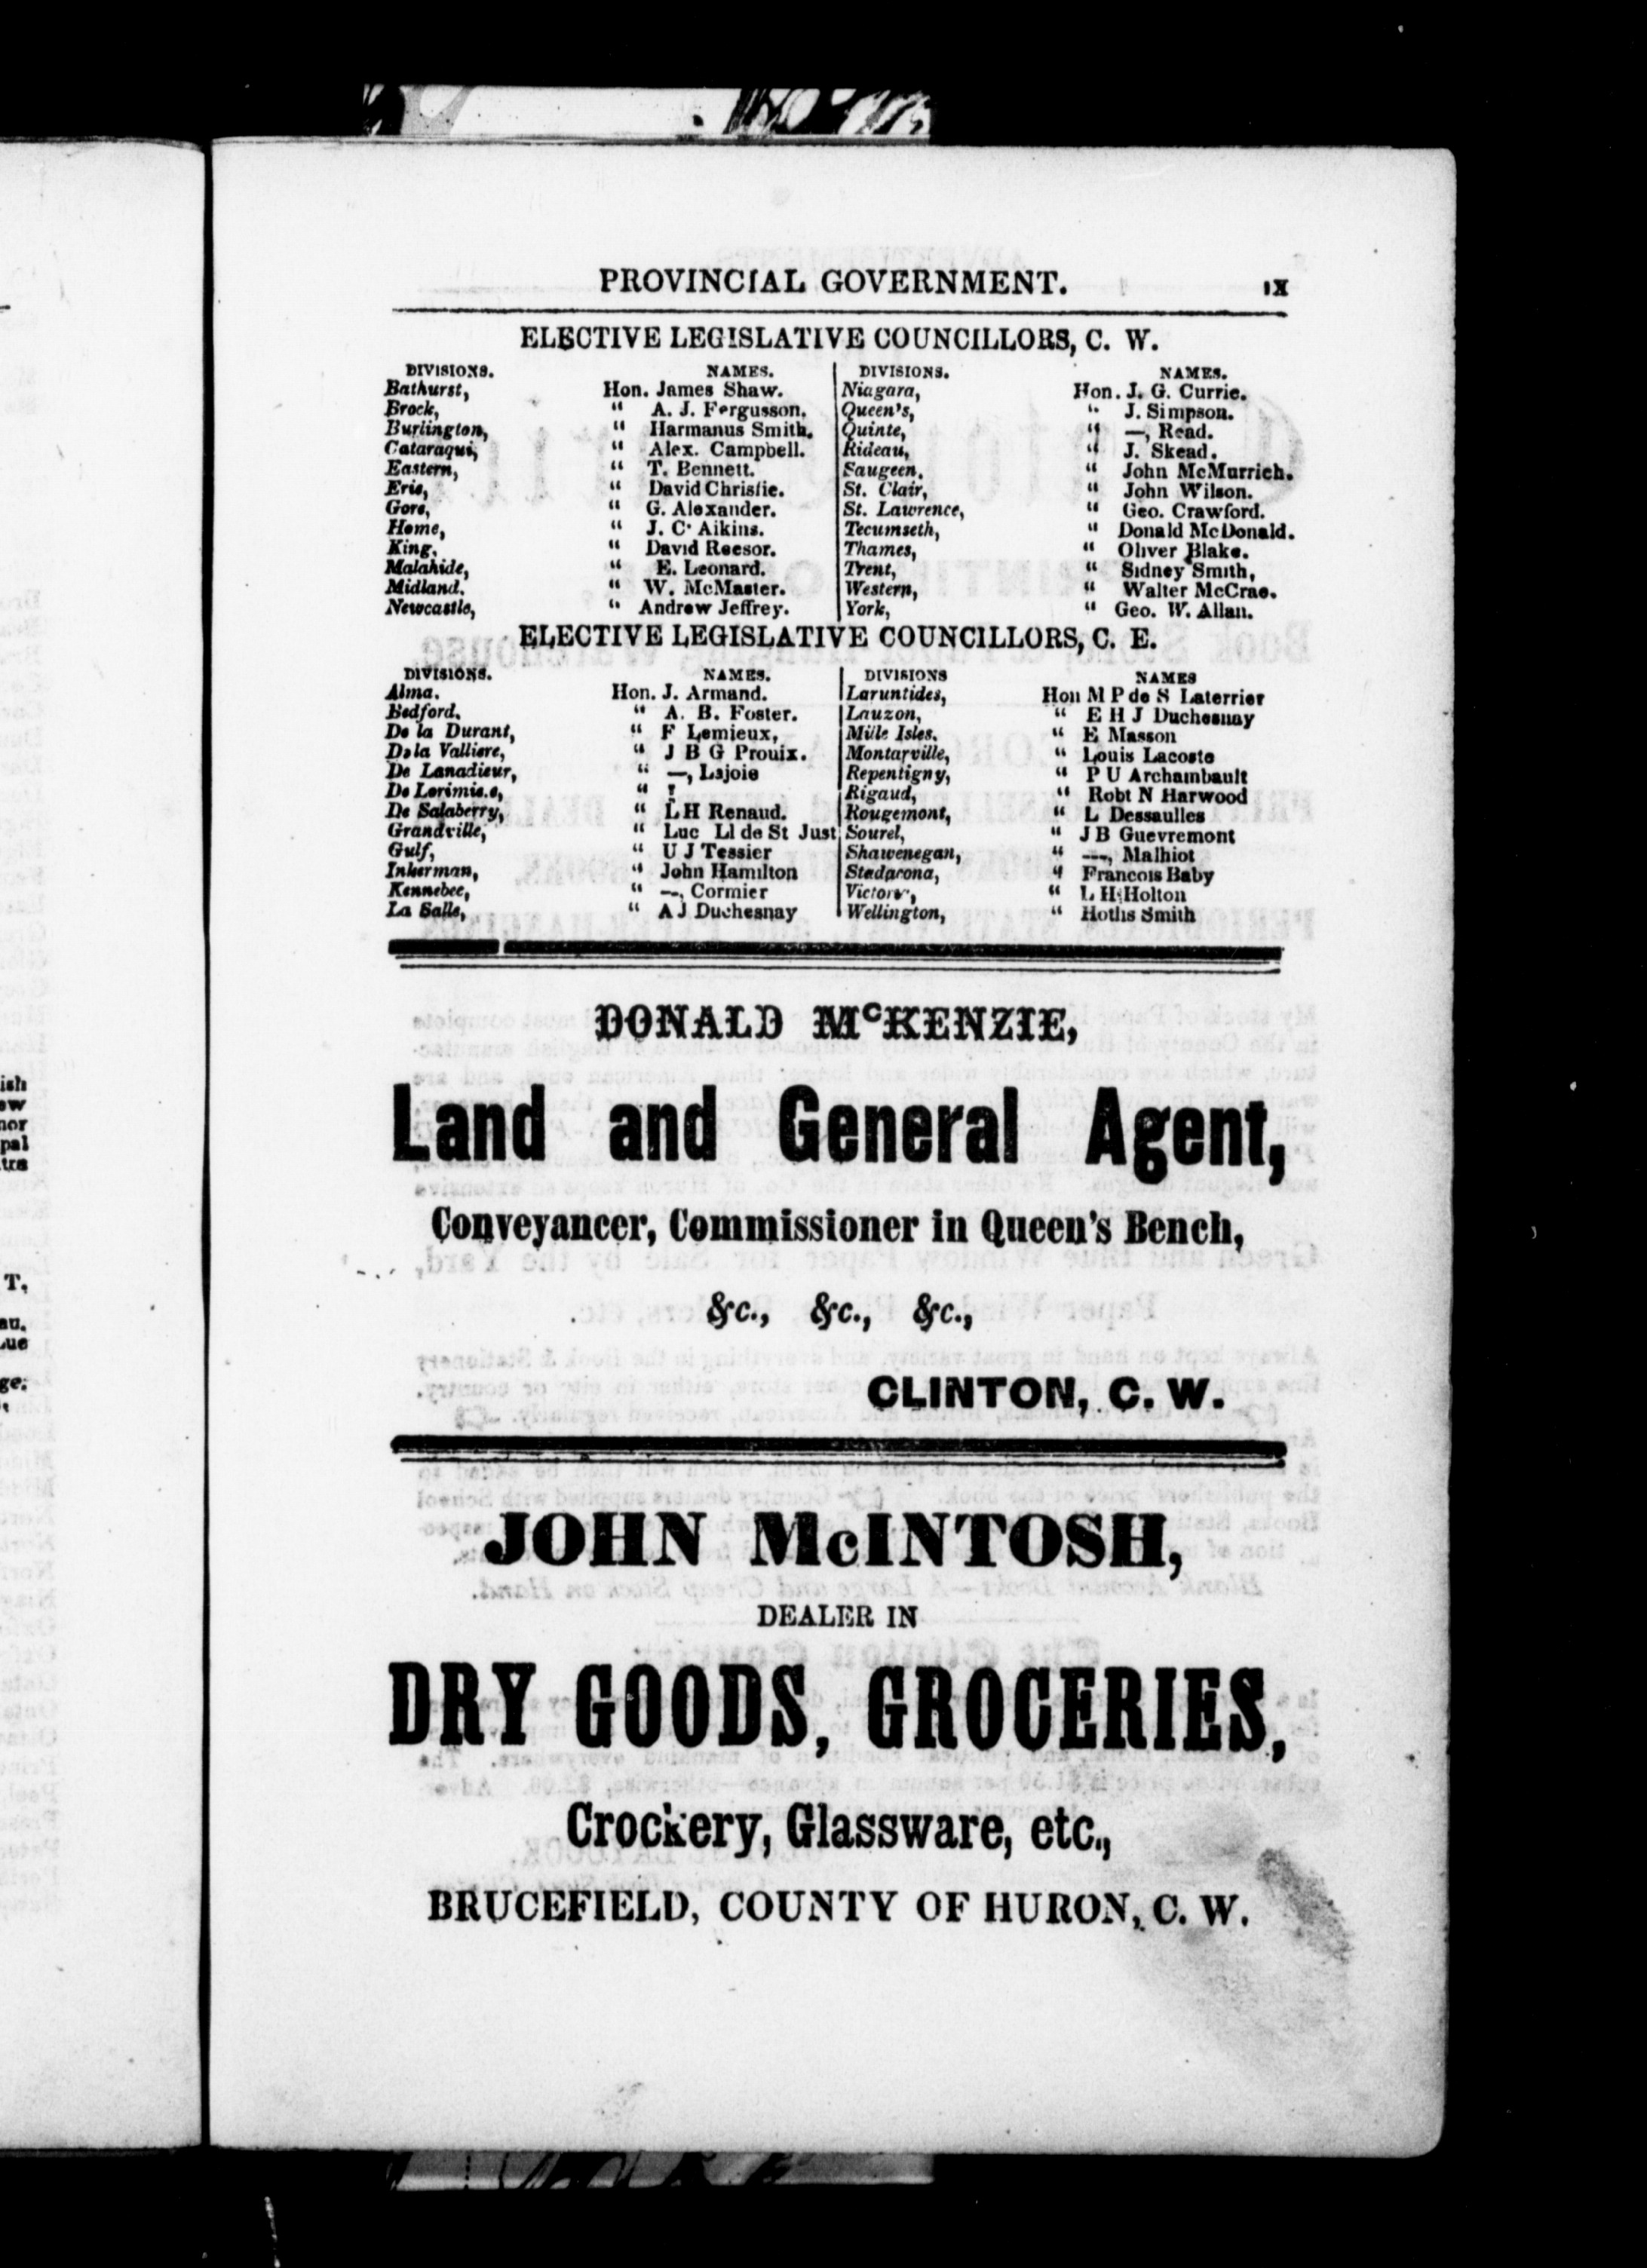 PROVINCIAL GOVERNMENT. IX
ELECTIVE LEGISLATIVE COUNCILLORS, C. W.
DIVISIONS. NAMES. DIVISIONS. NAMES.
Bathurst, Hon. James Shaw. Niagara, Hon. J. G. Currie.
Brock, " A. J. Fergusson. Queen's, " J. Simpson.
Burlington, " Harmanus Smith. Quinte, " —, Read.
Cataraqui, " Alex. Campbell. Rideau, " J. Skead.
Eastern, " T. Bennett. Saugeen. " John McMurrich.
Erie, " David Christie. St. Clair, " John Wilson.
Gore, " G. Alexander. St. Lawrence, " Geo. Crawford.
Home, " J. C. Aikins. Tecumseth, " Donald McDonald.
King, " David Reesor. Thames, " Oliver Blake.
Malahide, " E. Leonard. Trent, " Sidney Smith,
Midland. " W. McMaster. Western, " Walter McCrae.
Newcastle, " Andrew Jeffrey. York, " Geo. W. Allan.
ELECTIVE LEGISLATIVE COUNCILLORS, C. E.
DIVISIONS. NAMES. DIVISIONS NAMES
Alma. Hon. J. Armand. Laruntides, Hon M P de S Laterrier
Bedford. " A. B. Foster. Lauzon, " E H J Duchesnay
De la Durant, " F Lemieux, Mille Isles. " E Masson
De la Valliere, " J B G Prouix. Montarville, " Louis Lacoste
De Lanadieur, " —, Lajoie Repentigny, " P U Archambault
De " Rigaud, " Robt N Harwood
De Salaberry, " L H Renaud. Rougemont, " L Dessaulles
Grandville, " Luc Ll de St Just Sourel, " J B Guevremont
Gulf, " U J Tessier Shawenegan, " —, Malhiot
Inkerman, " John Hamilton Stadacona, " Francois Baby
Kennebec, " —, Cormier " L H Holton
La Salle, " A J Duchesnay Wellington, " Hollis Smith
DONALD McKENZIE,
Land and General Agent,
Conveyancer, Commissioner in Queen's Bench,
&c., &c., &c.,
CLINTON, C. W.
JOHN McINTOSH,
DEALER IN
DRY GOODS, GROCERIES,
Crockery, Glassware, etc.,
BRUCEFIELD, COUNTY OF HURON, C. W.